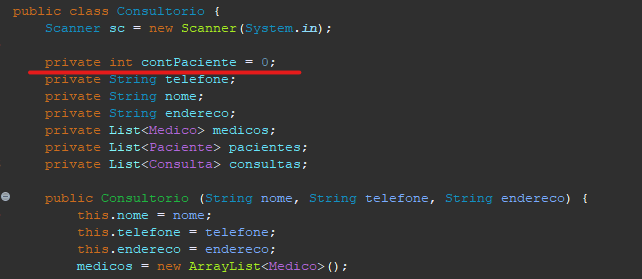 public class Consultorio {
Scanner sc = new Scanner(System.in);
private int contPaciente = 0;
private String telefone;
private String nome;
private String endereco;
private List<Medico> medicos;
private List<Paciente> pacientes;
private List<Consulta> consultas;
public Consultorio (String nome, String telefone, String endereco) {
this.nome = nome;
this.telefone = telefone;
this.endereco = endereco;
medicos = new ArrayList<Medico>();